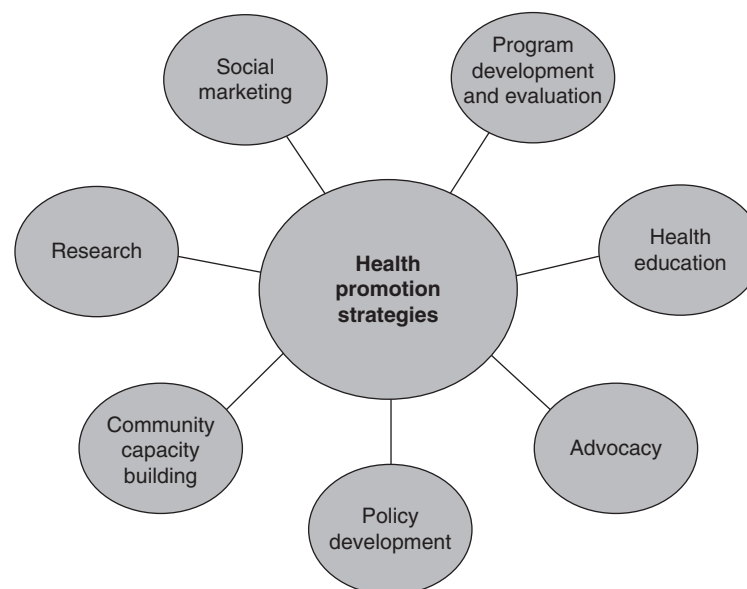 Social
marketing
Program
development
and evaluation
Research
Health
promotion
strategies
Health
education
Community
capacity
building
Advocacy
Policy
development